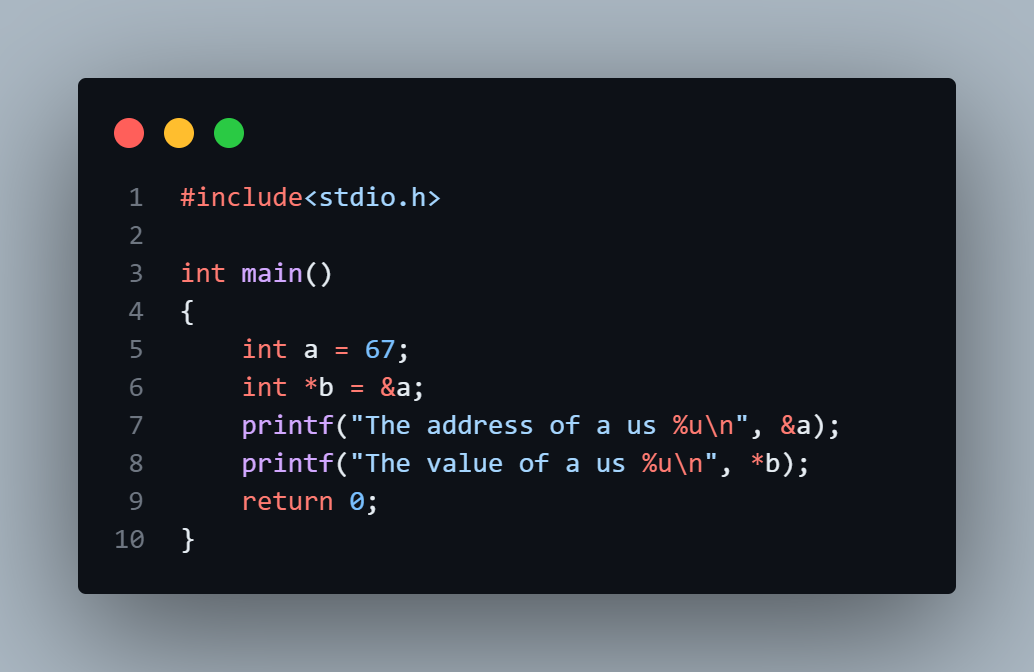 1 #include<stdio.h>
2
3 int main()
4 {
5     int a = 67;
6     int *b = &a;
7     printf("The address of a us %u\n", &a);
8     printf("The value of a us %u\n", *b);
9     return 0;
10 }